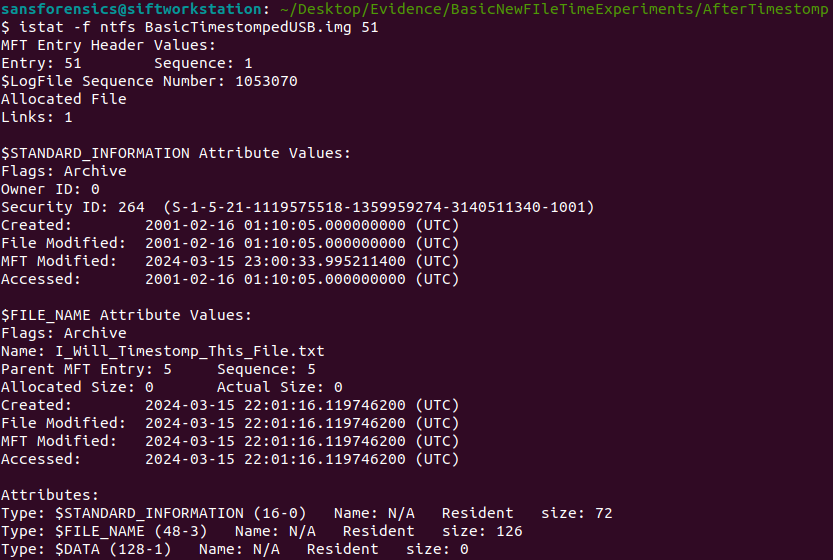 sansforensics@siftworkstation: ~/Desktop/Evidence/BasicNewFIleTimeExperiments/AfterTimestomp
$ istat -f ntfs BasicTimestompedUSB.img 51
MFT Entry Header Values:
Entry: 51        Sequence: 1
$LogFile Sequence Number: 1053070
Allocated File
Links: 1

$STANDARD_INFORMATION Attribute Values:
Flags: Archive
Owner ID: 0
Security ID: 264  (S-1-5-21-1119575518-1359959274-3140511340-1001)
Created:        2001-02-16 01:10:05.000000000 (UTC)
File Modified:  2001-02-16 01:10:05.000000000 (UTC)
MFT Modified:   2024-03-15 23:00:33.995211400 (UTC)
Accessed:       2001-02-16 01:10:05.000000000 (UTC)

$FILE_NAME Attribute Values:
Flags: Archive
Name: I_Will_Timestomp_This_File.txt
Parent MFT Entry: 5     Sequence: 5
Allocated Size: 0       Actual Size: 0
Created:        2024-03-15 22:01:16.119746200 (UTC)
File Modified:  2024-03-15 22:01:16.119746200 (UTC)
MFT Modified:   2024-03-15 22:01:16.119746200 (UTC)
Accessed:       2024-03-15 22:01:16.119746200 (UTC)

Attributes:
Type: $STANDARD_INFORMATION (16-0)   Name: N/A   Resident   size: 72
Type: $FILE_NAME (48-3)   Name: N/A   Resident   size: 126
Type: $DATA (128-1)   Name: N/A   Resident   size: 0